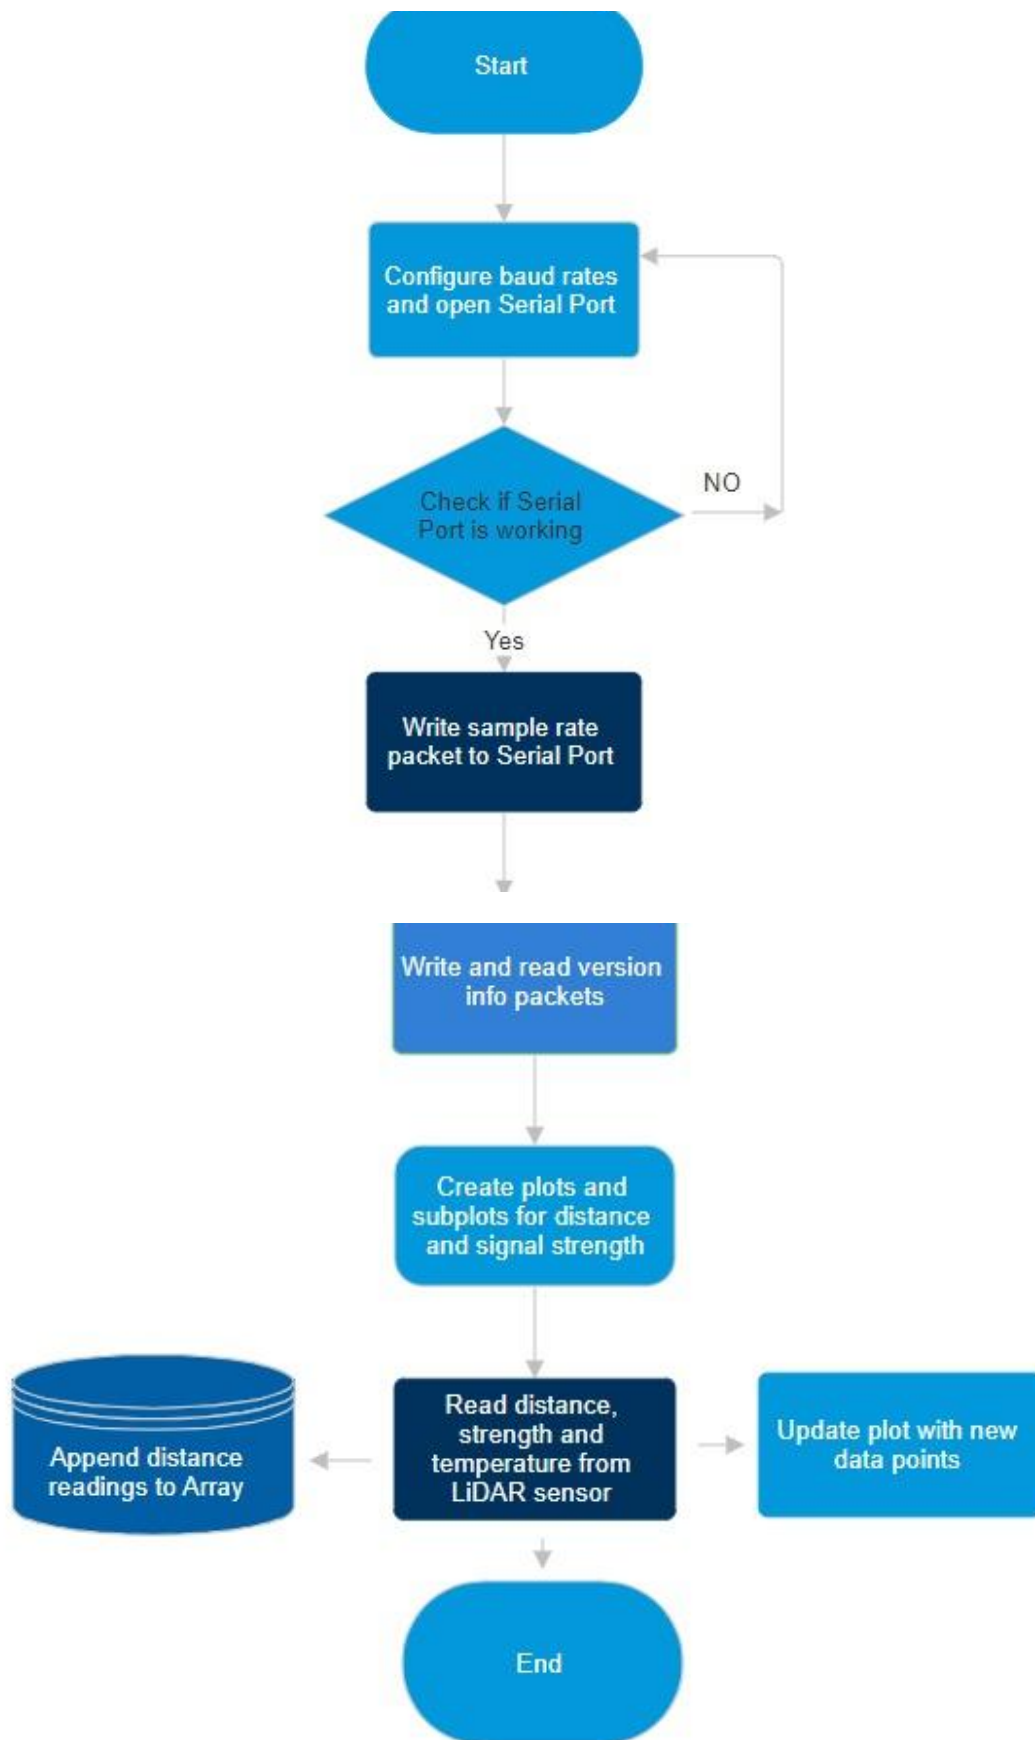 Start
Configure baud rates
and open Serial Port
Check if Serial
Port is working
NO
Yes
Write sample rate
packet to Serial Port
Write and read version
info packets
Create plots and
subplots for distance
and signal strength
Append distance
readings to Array
Read distance,
strength and
temperature from
LiDAR sensor
Update plot with new
data points
End